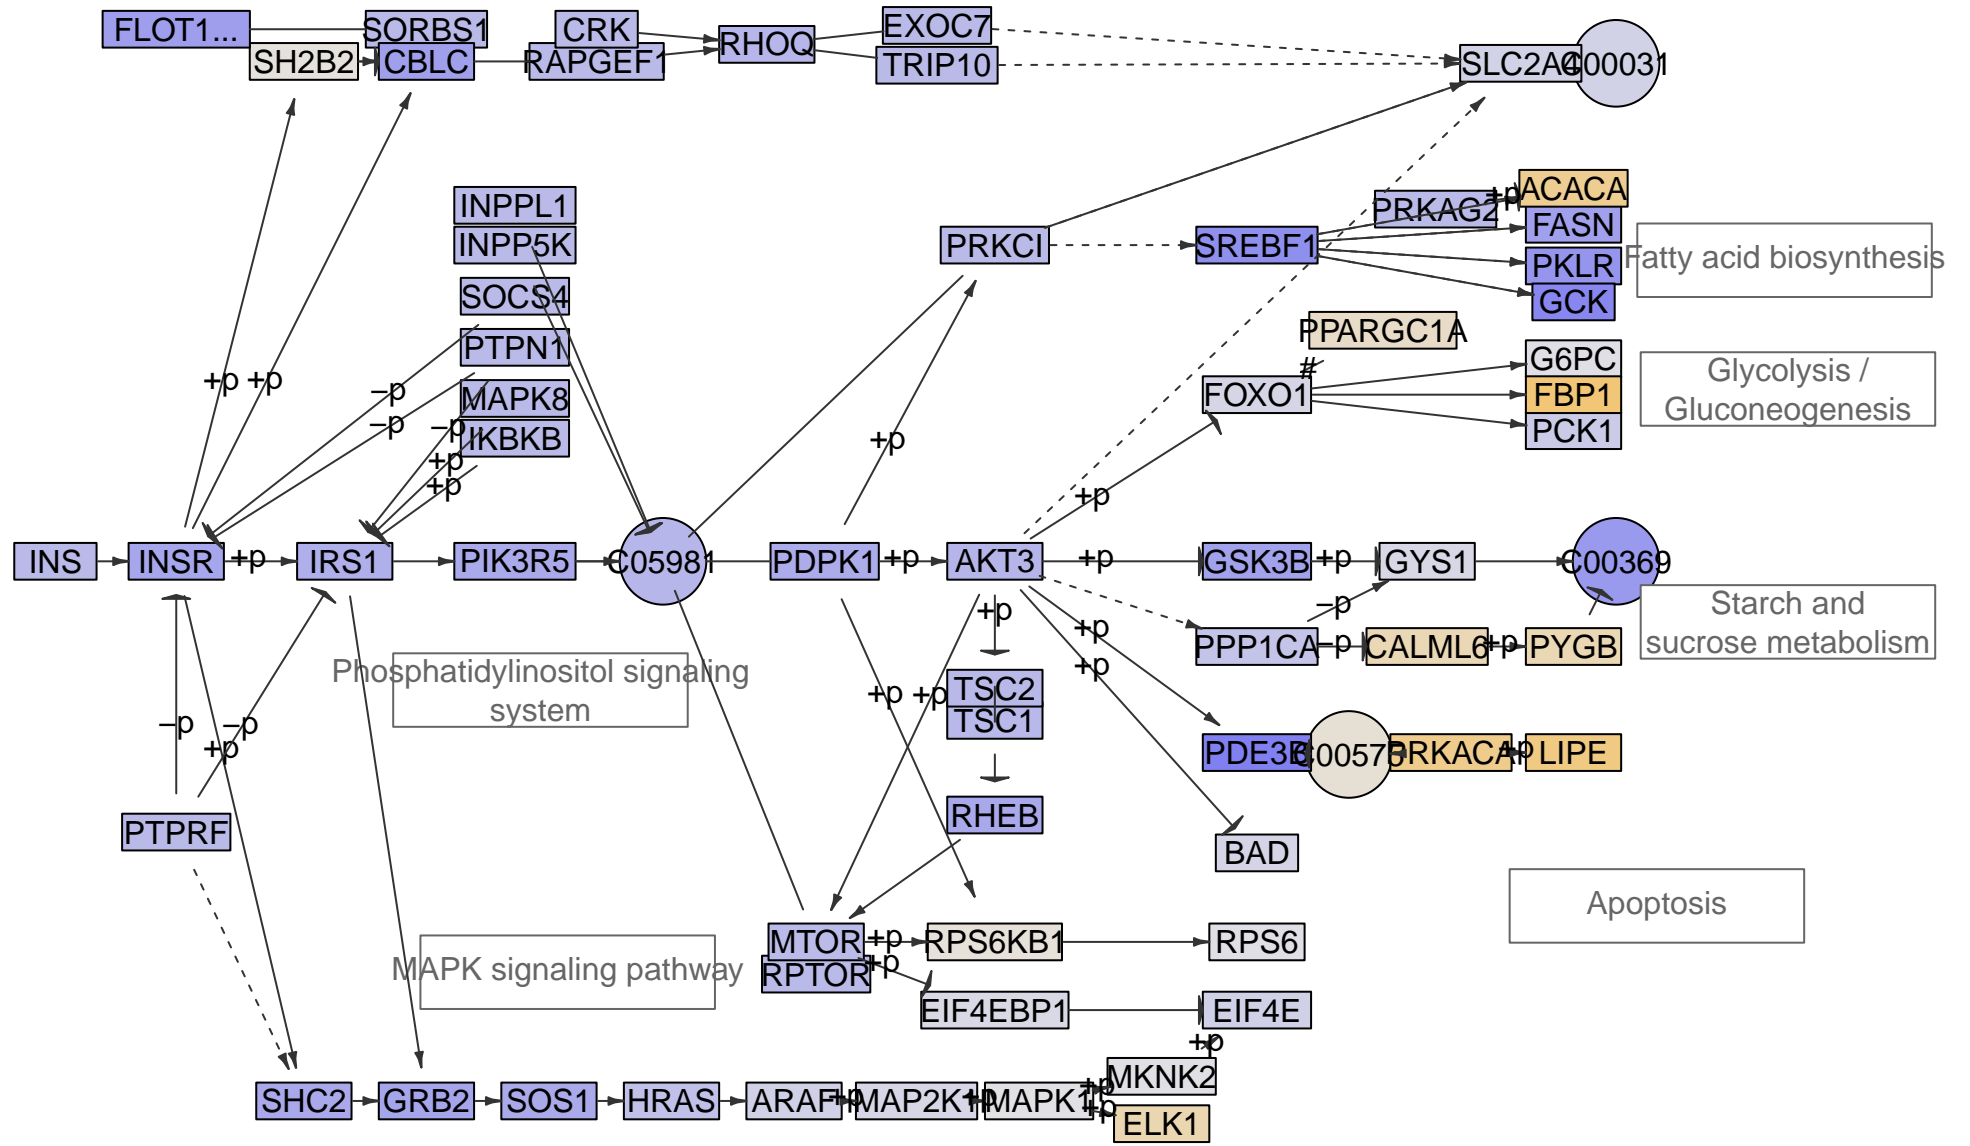 FLOT1...
SORBS1
CRK
RHOQ
EXOC7
SH2B2
CBLC
RAPGEF1
TRIP10
SLC2A4
C00031
INPPL1
INPP5K
SOCS4
PTPN1
MAPK8
IKBKB
PRKCI
SREBF1
PRKAG2
+p
ACACA
FASN
PKLR
GCK
Fatty acid biosynthesis
PPARGC1A
#
FOXO1
G6PC
FBP1
PCK1
Glycolysis /
Gluconeogenesis
+p
+p
−p
−p
−p
+p
+p
+p
+p
INS
INSR
+p
IRS1
PIK3R5
C05981
PDPK1
+p
AKT3
+p
GSK3B
+p
GYS1
C00369
−p
PPP1CA
−p
CALML6
+p
PYGB
Starch and
sucrose metabolism
+p
+p
+p
Phosphatidylinositol signaling
system
+p
+p
TSC2
TSC1
−p
−p
+p
PDE3B
C00575
PRKACA
+p
LIPE
PTPRF
RHEB
BAD
Apoptosis
MTOR
RPTOR
+p
+p
RPS6KB1
RPS6
MAPK signaling pathway
EIF4EBP1
EIF4E
+p
MKNK2
SHC2
GRB2
SOS1
HRAS
ARAF
+p
MAP2K1
+p
MAPK1
+p
+p
ELK1